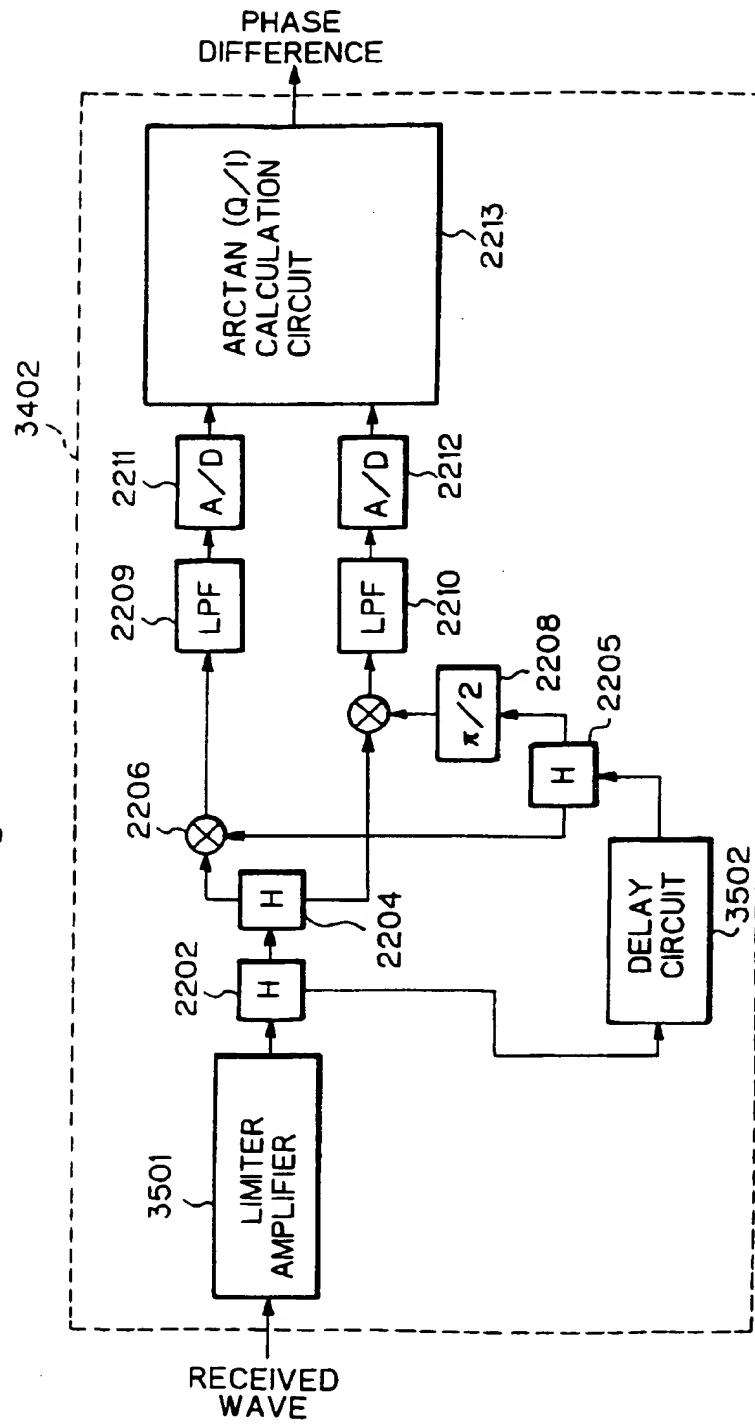 3402
RECEIVED
WAVE
3501
LIMITER
AMPLIFIER
2202
H
H
2204
2206
2209
LPF
2211
A/D
LPF
2210
A/D
2212
π/2
2208
H
2205
DELAY
CIRCUIT
3502
ARCTAN (Q/I)
CALCULATION
CIRCUIT
2213
PHASE
DIFFERENCE